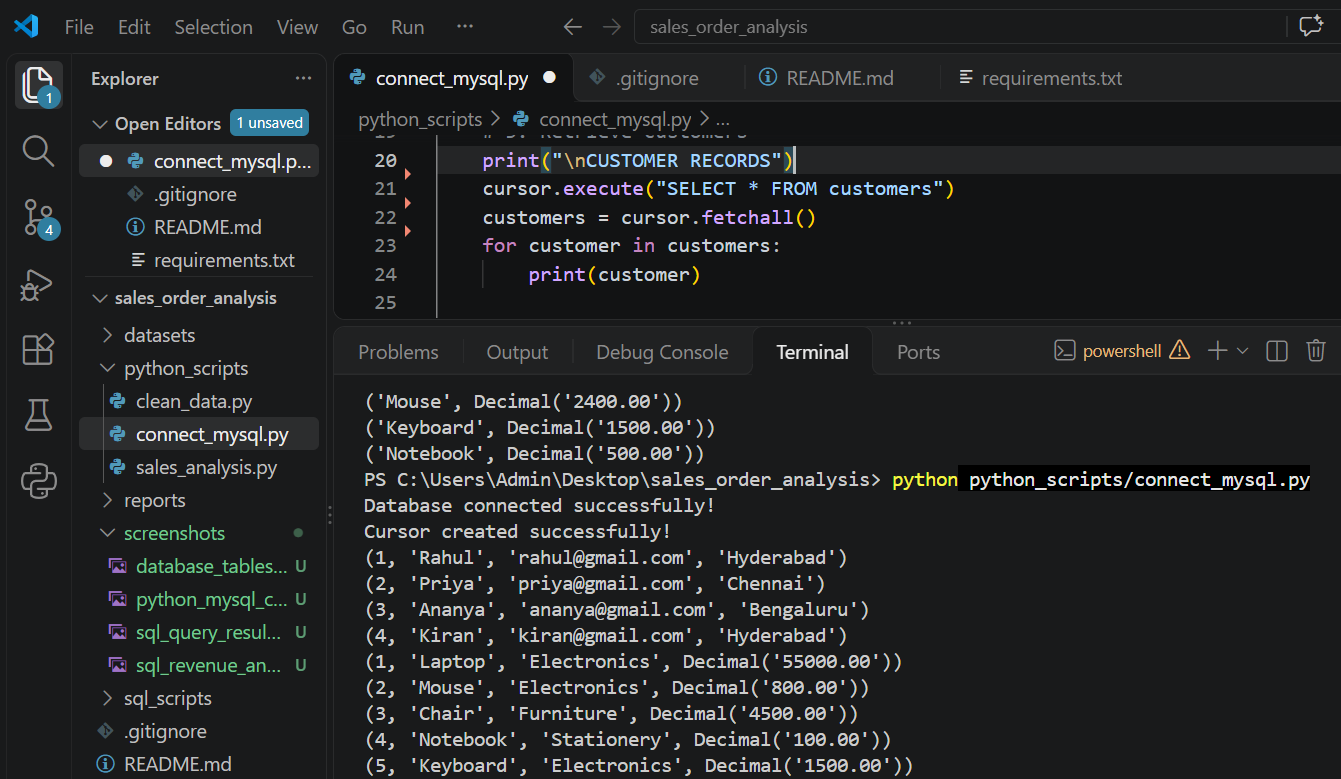 File Edit Selection View Go Run ··· sales_order_analysis
Explorer ···
1
Open Editors 1 unsaved
connect_mysql.p...
.gitignore
README.md
requirements.txt
4
sales_order_analysis
datasets
python_scripts
clean_data.py
connect_mysql.py
sales_analysis.py
reports
screenshots
database_tables... U
python_mysql_c... U
sql_query_resul... U
sql_revenue_an... U
sql_scripts
.gitignore
README.md
connect_mysql.py .gitignore README.md requirements.txt
python_scripts > connect_mysql.py > ...
20 print("\nCUSTOMER RECORDS")
21 cursor.execute("SELECT * FROM customers")
22 customers = cursor.fetchall()
23 for customer in customers:
24 print(customer)
25
Problems Output Debug Console Terminal Ports powershell
('Mouse', Decimal('2400.00'))
('Keyboard', Decimal('1500.00'))
('Notebook', Decimal('500.00'))
PS C:\Users\Admin\Desktop\sales_order_analysis> python python_scripts/connect_mysql.py
Database connected successfully!
Cursor created successfully!
(1, 'Rahul', 'rahul@gmail.com', 'Hyderabad')
(2, 'Priya', 'priya@gmail.com', 'Chennai')
(3, 'Ananya', 'ananya@gmail.com', 'Bengaluru')
(4, 'Kiran', 'kiran@gmail.com', 'Hyderabad')
(1, 'Laptop', 'Electronics', Decimal('55000.00'))
(2, 'Mouse', 'Electronics', Decimal('800.00'))
(3, 'Chair', 'Furniture', Decimal('4500.00'))
(4, 'Notebook', 'Stationery', Decimal('100.00'))
(5, 'Keyboard', 'Electronics', Decimal('1500.00'))